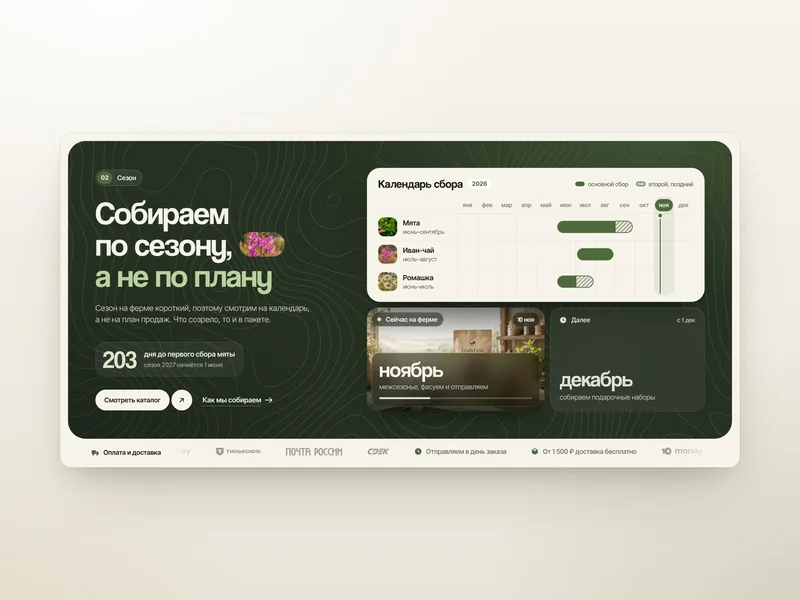 02 Сезон
Собираем
по сезону,
а не по плану
Сезон на ферме короткий, поэтому смотрим на календарь,
а не на план продаж. Что созрело, то и в пакете.
203
дня до первого сбора мяты
сезон 2027 начнётся 1 июня
Смотреть каталог
Как мы собираем
Календарь сбора 2026
основной сбор
второй, поздний
янв фев мар апр май июн июл авг сен окт ноя дек
Мята
июнь-сентябрь
Иван-чай
июль-август
Ромашка
июнь-июль
Сейчас на ферме
10 ноя
ноябрь
межсезонье, фасуем и отправляем
Далее
с 1 дек
декабрь
собираем подарочные наборы
Оплата и доставка
ТИНЬКОФФ
ПОЧТА РОССИИ
CDEK
Отправляем в день заказа
От 1 500 ₽ доставка бесплатно
money